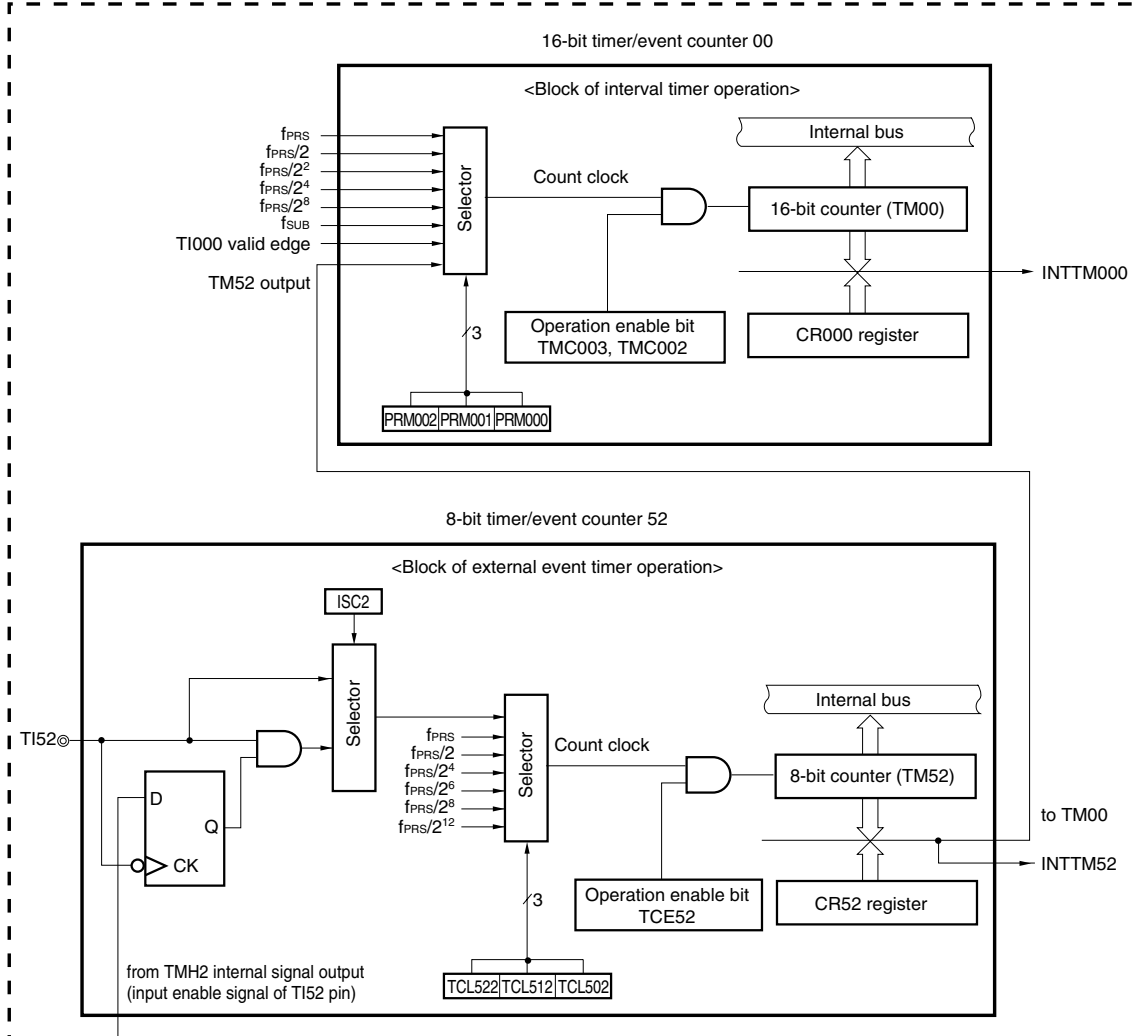 16-bit timer/event counter 00
<Block of interval timer operation>
fPRS
fPRS/2
fPRS/2²
fPRS/2⁴
fPRS/2⁸
fSUB
TI000 valid edge
TM52 output
Selector
Count clock
Internal bus
16-bit counter (TM00)
INTTM000
CR000 register
Operation enable bit
TMC003, TMC002
3
PRM002 PRM001 PRM000
8-bit timer/event counter 52
<Block of external event timer operation>
ISC2
Selector
TI52
D
Q
CK
fPRS
fPRS/2
fPRS/2⁴
fPRS/2⁶
fPRS/2⁸
fPRS/2¹²
Selector
Count clock
Internal bus
8-bit counter (TM52)
to TM00
INTTM52
CR52 register
Operation enable bit
TCE52
3
TCL522 TCL512 TCL502
from TMH2 internal signal output
(input enable signal of TI52 pin)